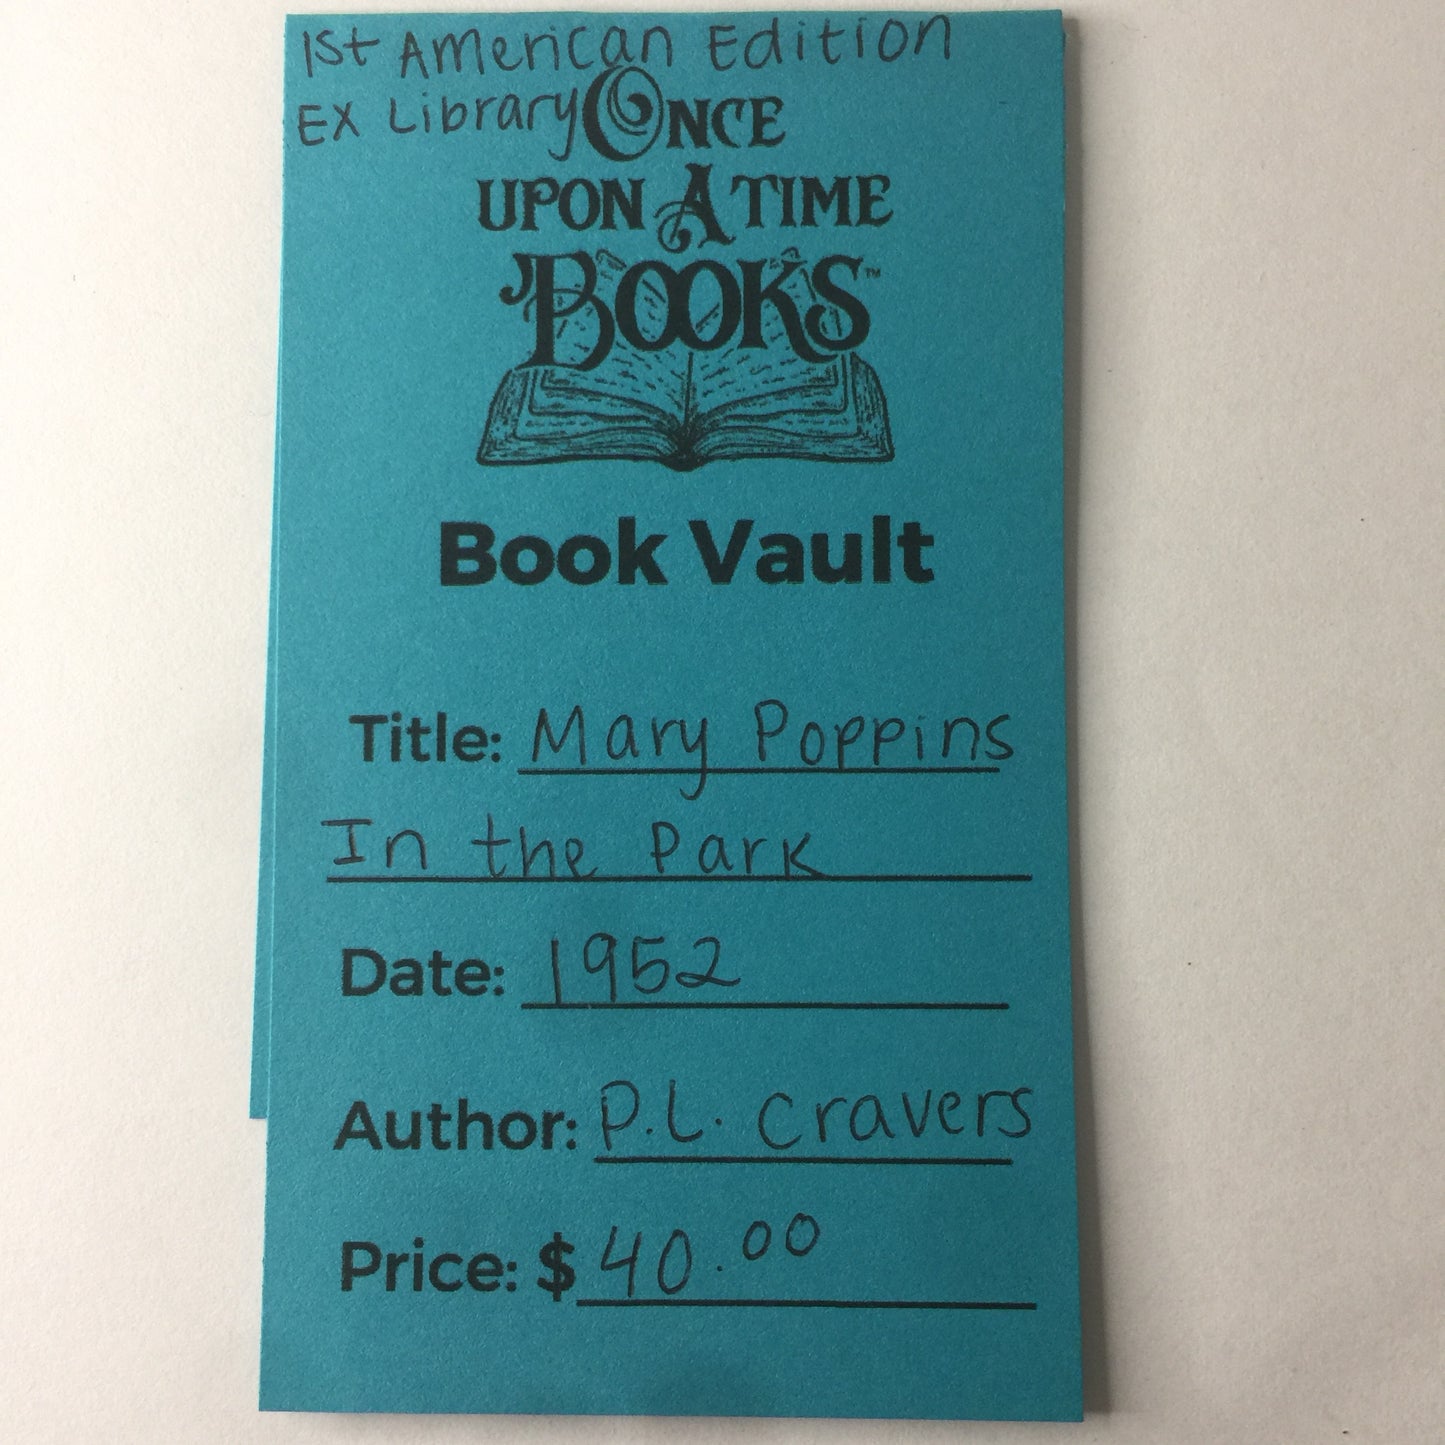 1st American Edition
Ex Library
ONCE
UPON A TIME
BOOKS™
Book Vault
Title: Mary Poppins
In the Park
Date: 1952
Author: P.L. Cravers
Price: $40.00